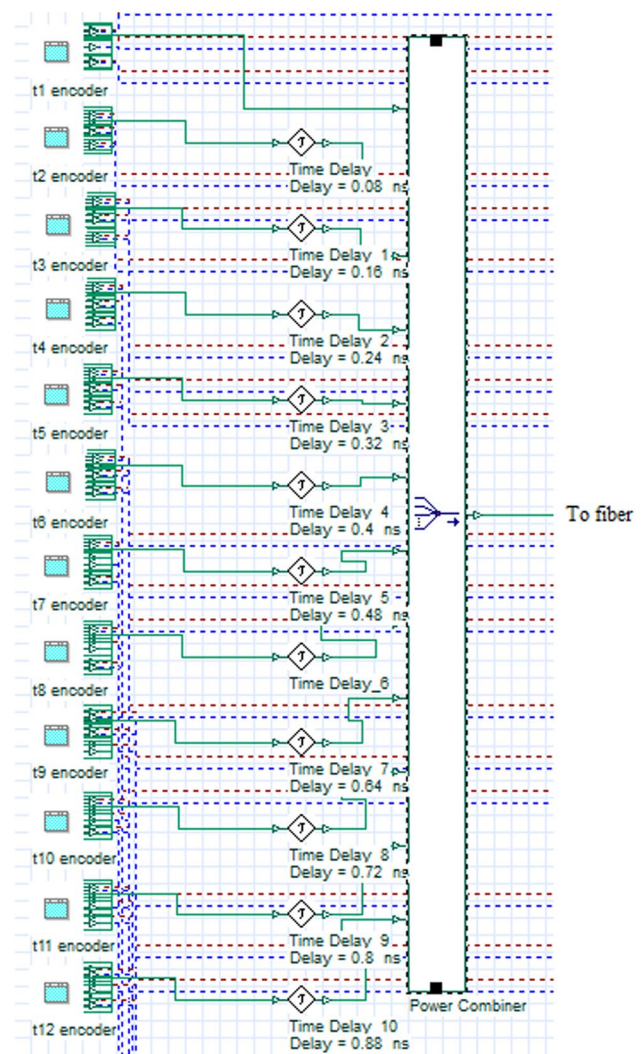 t1 encoder
t2 encoder
Time Delay
Delay = 0.08 ns
t3 encoder
Time Delay_1
Delay = 0.16 ns
t4 encoder
Time Delay_2
Delay = 0.24 ns
t5 encoder
Time Delay_3
Delay = 0.32 ns
t6 encoder
Time Delay_4
Delay = 0.4 ns
To fiber
t7 encoder
Time Delay_5
Delay = 0.48 ns
t8 encoder
Time Delay_6
t9 encoder
Time Delay_7
Delay = 0.64 ns
t10 encoder
Time Delay_8
Delay = 0.72 ns
t11 encoder
Time Delay_9
Delay = 0.8 ns
Power Combiner
t12 encoder
Time Delay_10
Delay = 0.88 ns